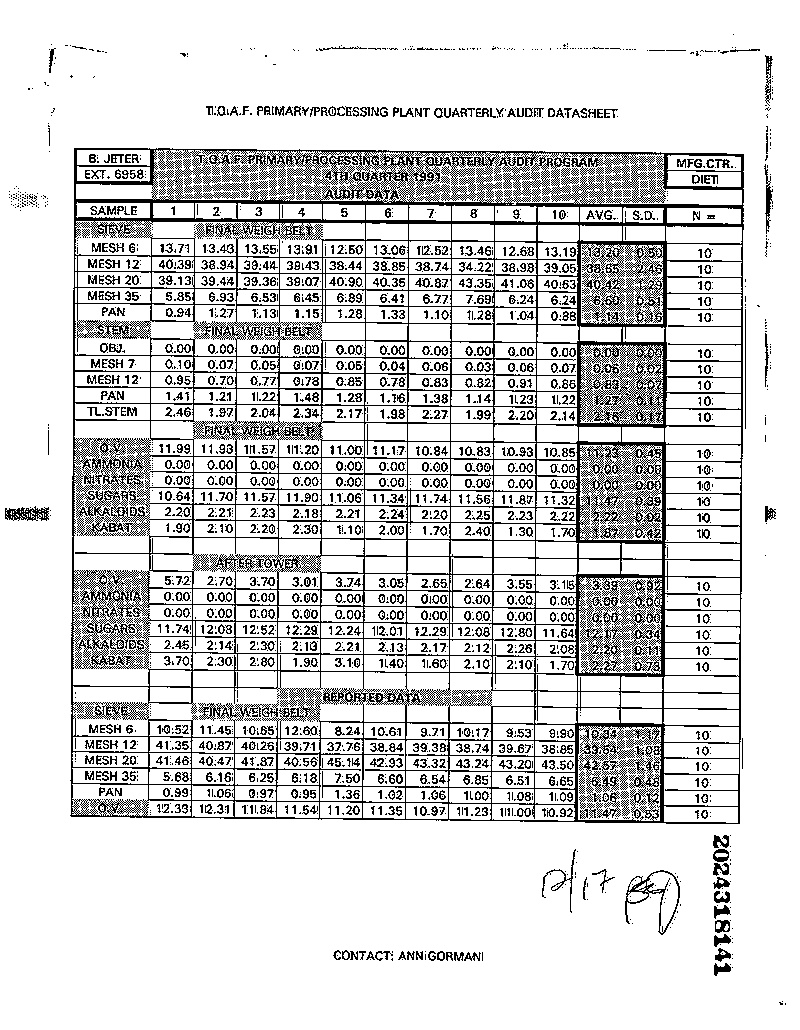 T.O.A.F. PRIMARY/PROCESSING PLANT QUARTERLY AUDIT DATASHEET
B. JETER T.O.A.F. PRIMARY/PROCESSING PLANT QUARTERLY AUDIT PROGRAM MFG.CTR.
EXT. 6958 4TH QUARTER 1991 DIET
AUDIT DATA
SAMPLE 1 2 3 4 5 6 7 8 9 10 AVG. S.D. N =
SIEVE FINAL WEIGH BELT
MESH 6 13.71 13.43 13.55 13.91 12.50 13.06 12.52 13.46 12.68 13.19 13.20 0.50 10
MESH 12 40.39 38.94 39.44 39.43 38.44 38.85 38.74 34.22 38.98 39.05 38.65 10
MESH 20 39.13 39.44 39.36 39.07 40.90 40.35 40.87 43.35 41.06 40.63 40.42 10
MESH 35 5.85 6.93 6.53 6.45 6.89 6.41 6.77 7.69 6.24 6.24 6.60 0.51 10
PAN 0.94 1.27 1.13 1.15 1.28 1.33 1.10 1.28 1.04 0.88 1.14 10
STEM FINAL WEIGH BELT
OBJ. 0.00 0.00 0.00 0.00 0.00 0.00 0.00 0.00 0.00 0.00 0.00 0.00 10
MESH 7 0.10 0.07 0.05 0.07 0.05 0.04 0.06 0.03 0.06 0.07 0.06 0.02 10
MESH 12 0.95 0.70 0.77 0.78 0.85 0.78 0.83 0.82 0.91 0.86 0.83 0.07 10
PAN 1.41 1.21 1.22 1.48 1.28 1.16 1.38 1.14 1.23 1.22 1.27 0.11 10
TL.STEM 2.46 1.97 2.04 2.34 2.17 1.98 2.27 1.99 2.20 2.14 2.16 0.17 10
FINAL WEIGH BELT
O.V. 11.99 11.93 11.57 11.20 11.00 11.17 10.84 10.83 10.93 10.85 11.23 0.45 10
AMMONIA 0.00 0.00 0.00 0.00 0.00 0.00 0.00 0.00 0.00 0.00 0.00 0.00 10
NITRATES 0.00 0.00 0.00 0.00 0.00 0.00 0.00 0.00 0.00 0.00 0.00 0.00 10
SUGARS 10.64 11.70 11.57 11.90 11.06 11.34 11.74 11.56 11.87 11.32 11.47 0.39 10
ALKALOIDS 2.20 2.21 2.23 2.18 2.21 2.24 2.20 2.25 2.23 2.22 2.22 0.02 10
KABAT 1.90 2.10 2.20 2.30 1.10 2.00 1.70 2.40 1.30 1.70 1.87 0.42 10
AFTER TOWER
O.V. 5.72 2.70 3.70 3.01 3.74 3.05 2.65 2.64 3.55 3.15 3.39 0.92 10
AMMONIA 0.00 0.00 0.00 0.00 0.00 0.00 0.00 0.00 0.00 0.00 0.00 0.00 10
NITRATES 0.00 0.00 0.00 0.00 0.00 0.00 0.00 0.00 0.00 0.00 0.00 0.00 10
SUGARS 11.74 12.08 12.52 12.29 12.24 12.01 12.29 12.08 12.80 11.64 12.17 0.34 10
ALKALOIDS 2.45 2.14 2.30 2.13 2.21 2.13 2.17 2.12 2.26 2.08 2.20 0.11 10
KABAT 3.70 2.30 2.80 1.90 3.10 1.40 1.60 2.10 2.10 1.70 2.27 10
REPORTED DATA
SIEVE FINAL WEIGH BELT
MESH 6 10.52 11.45 10.65 12.60 8.24 10.61 9.71 10.17 9.53 9.90 10.34 1.17 10
MESH 12 41.35 40.87 40.26 39.71 37.76 38.84 39.38 38.74 39.67 38.85 10
MESH 20 41.46 40.47 41.87 40.56 45.14 42.93 43.32 43.24 43.20 43.50 42.57 1.46 10
MESH 35 5.68 6.16 6.25 6.18 7.50 6.60 6.54 6.85 6.51 6.65 6.49 0.48 10
PAN 0.99 1.06 0.97 0.95 1.36 1.02 1.06 1.00 1.08 1.09 1.06 0.12 10
O.V. 12.33 12.31 11.84 11.54 11.20 11.35 10.97 11.23 11.00 10.92 11.47 0.53 10
12/17
2024318141
CONTACT: ANN GORMAN